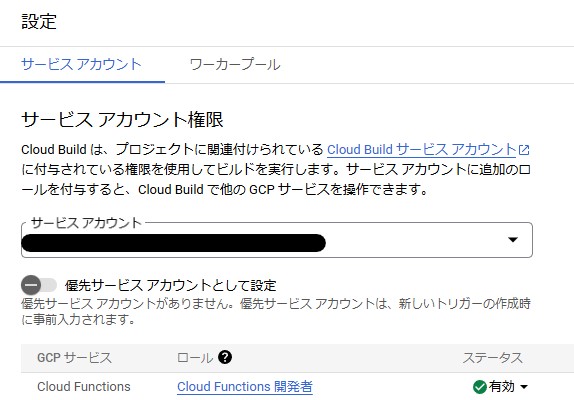 設定
サービス アカウント ワーカープール
サービス アカウント権限
Cloud Build は、プロジェクトに関連付けられている Cloud Build サービス アカウント
に付与されている権限を使用してビルドを実行します。サービス アカウントに追加のロ
ールを付与すると、Cloud Build で他の GCP サービスを操作できます。
サービス アカウント
優先サービス アカウントとして設定
優先サービス アカウントがありません。優先サービス アカウントは、新しいトリガーの作成時
に事前入力されます。
GCP サービス ロール ? ステータス
Cloud Functions Cloud Functions 開発者 有効